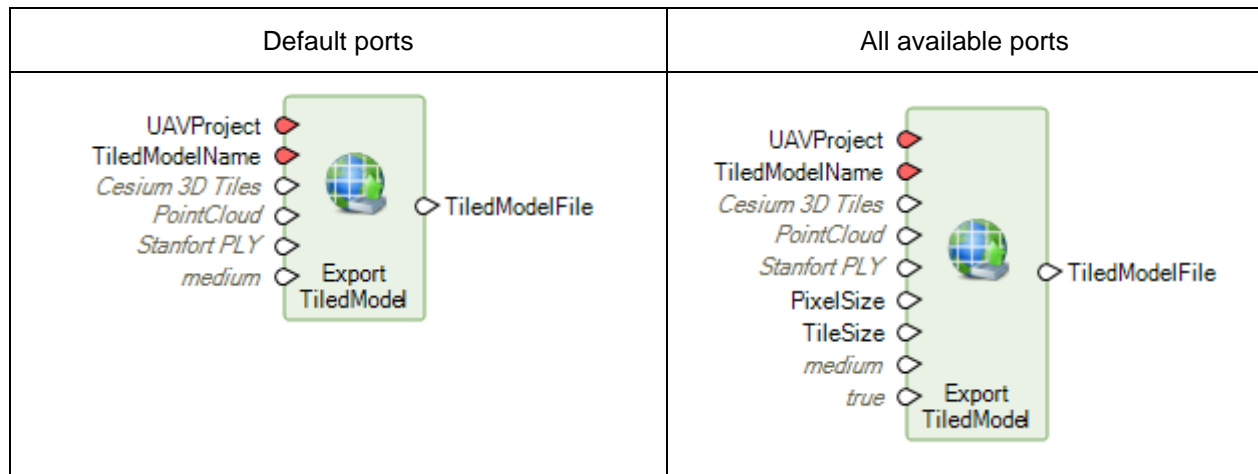 Default ports
All available ports
UAVProject
TiledModelName
Cesium 3D Tiles
PointCloud
Stanfort PLY
medium
Export
TiledModel
TiledModelFile
UAVProject
TiledModelName
Cesium 3D Tiles
PointCloud
Stanfort PLY
PixelSize
TileSize
medium
true
Export
TiledModel
TiledModelFile